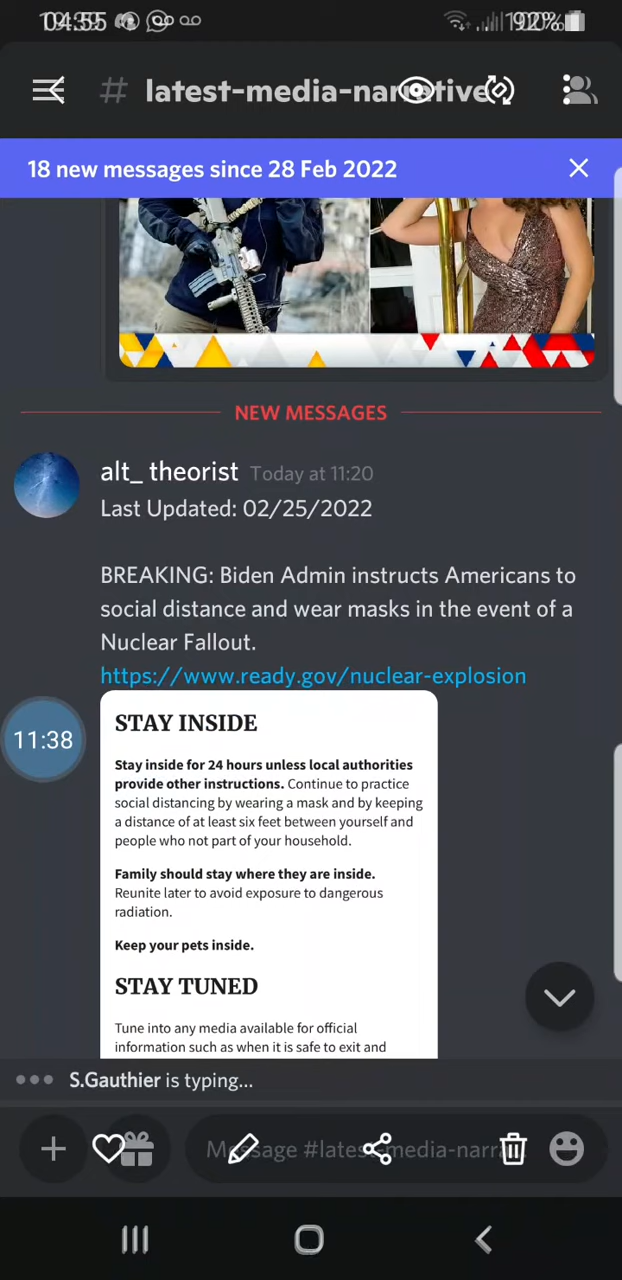 # latest-media-narrative
18 new messages since 28 Feb 2022
NEW MESSAGES
alt_ theorist Today at 11:20
Last Updated: 02/25/2022
BREAKING: Biden Admin instructs Americans to
social distance and wear masks in the event of a
Nuclear Fallout.
https://www.ready.gov/nuclear-explosion
11:38
STAY INSIDE
Stay inside for 24 hours unless local authorities
provide other instructions. Continue to practice
social distancing by wearing a mask and by keeping
a distance of at least six feet between yourself and
people who not part of your household.
Family should stay where they are inside.
Reunite later to avoid exposure to dangerous
radiation.
Keep your pets inside.
STAY TUNED
Tune into any media available for official
information such as when it is safe to exit and
S.Gauthier is typing...
Message #latest-media-narra